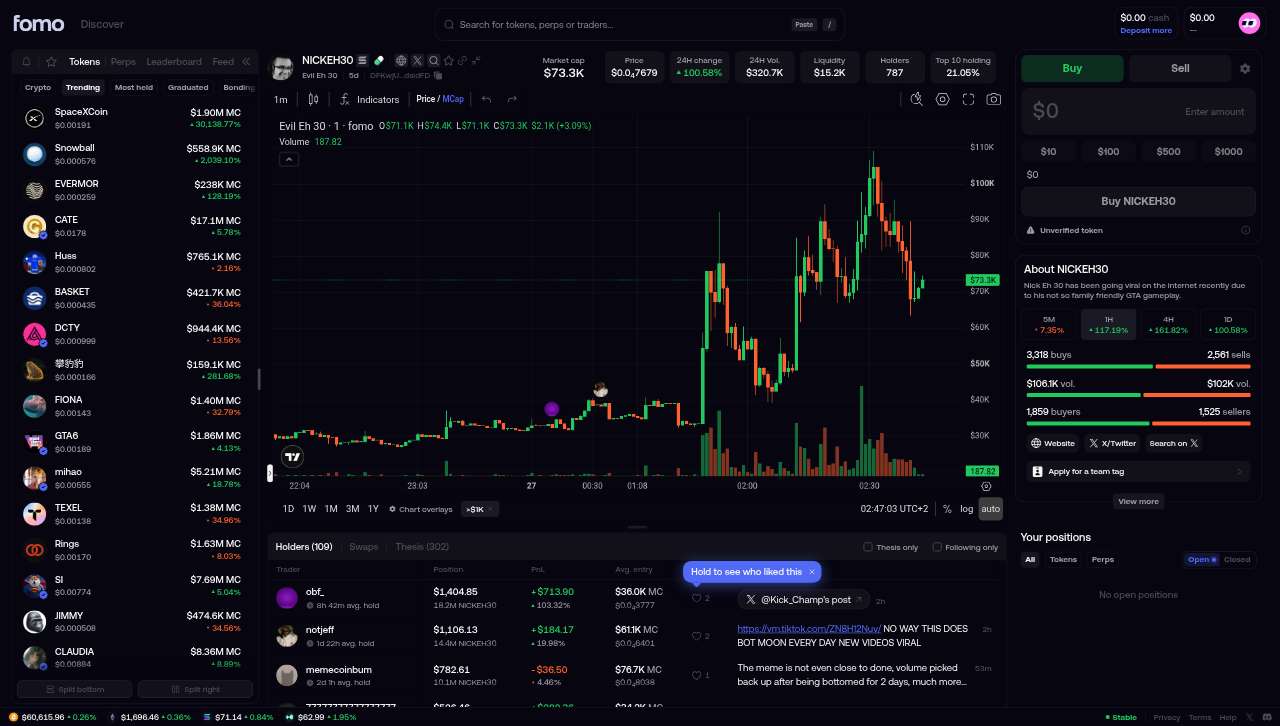 fomo Discover
Search for tokens, perps or traders... Paste /
$0.00 cash
Deposit more
$0.00
—
Tokens Perps Leaderboard Feed
Crypto Trending Most held Graduated Bonding
SpaceXCoin $1.90M MC
$0.00191 30,138.77%
Snowball $558.9K MC
$0.000576 2,039.10%
EVERMOR $238K MC
$0.000259 128.19%
CATE $17.1M MC
$0.0178 5.78%
Huss $765.1K MC
$0.000802 2.16%
BASKET $421.7K MC
$0.000435 36.04%
DCTY $944.4K MC
$0.000999 13.56%
攀豹豹 $159.1K MC
$0.000166 281.68%
FIONA $1.40M MC
$0.00143 32.79%
GTA6 $1.86M MC
$0.00189 4.13%
mihao $5.21M MC
$0.00555 18.78%
TEXEL $1.38M MC
$0.00138 34.96%
Rings $1.63M MC
$0.00170 8.03%
SI $7.69M MC
$0.00774 5.04%
JIMMY $474.6K MC
$0.000508 34.56%
CLAUDIA $8.36M MC
$0.00884 8.89%
Split bottom Split right
NICKEH30
Evil Eh 30 5d
Market cap
$73.3K
Price
$0.0₄7679
24H change
100.58%
24H Vol.
$320.7K
Liquidity
$15.2K
Holders
787
Top 10 holding
21.05%
1m Indicators Price / MCap
Evil Eh 30 · 1 · fomo O$71.1K H$74.4K L$71.1K C$73.3K $2.1K (+3.09%)
Volume 187.82
$110K
$100K
$90K
$80K
$73.3K
$70K
$60K
$50K
$40K
$30K
187.82
22:04 23:03 27 00:30 01:08 02:00 02:30
1D 1W 1M 3M 1Y Chart overlays >$1K
02:47:03 UTC+2 % log auto
Holders (109) Swaps Thesis (302)
Thesis only Following only
Trader Position PnL Avg. entry
Hold to see who liked this ×
obf_ $1,404.85 +$713.90 $36.0K MC
8h 42m avg. hold 18.2M NICKEH30 103.32% $0.0₄3777
2 @Kick_Champ's post 2h
notjeff $1,106.13 +$184.17 $61.1K MC
1d 22h avg. hold 14.4M NICKEH30 19.98% $0.0₄6401
2 https://vm.tiktok.com/ZN8H12Nuv/ NO WAY THIS DOES 2h
BOT MOON EVERY DAY NEW VIDEOS VIRAL
memecoinbum $782.61 -$36.50 $76.7K MC
2d 1h avg. hold 10.1M NICKEH30 4.46% $0.0₄8038
1 The meme is not even close to done, volume picked 53m
back up after being bottomed for 2 days, much more...
Buy Sell
$0 Enter amount
$10 $100 $500 $1000
$0
Buy NICKEH30
Unverified token
About NICKEH30
Nick Eh 30 has been going viral on the internet recently due
to his not so family friendly GTA gameplay.
5M 1H 4H 1D
7.35% 117.19% 161.82% 100.58%
3,318 buys 2,561 sells
$106.1K vol. $102K vol.
1,859 buyers 1,525 sellers
Website X/Twitter Search on X
Apply for a team tag
View more
Your positions
All Tokens Perps Open Closed
No open positions
$60,615.96 0.26% $1,696.46 0.36% $71.14 0.84% $62.99 1.95%
Stable Privacy Terms Help